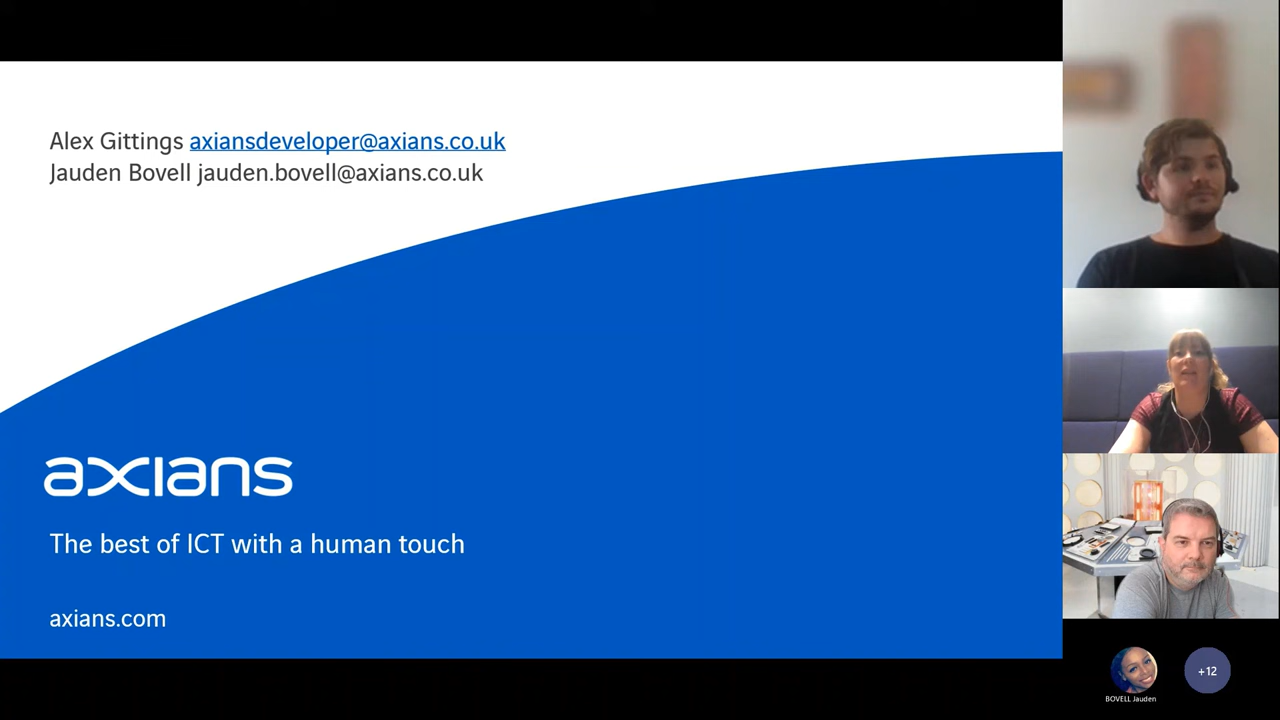 Alex Gittings axiansdeveloper@axians.co.uk
Jauden Bovell jauden.bovell@axians.co.uk
axians
The best of ICT with a human touch
axians.com
BOVELL Jauden
+12